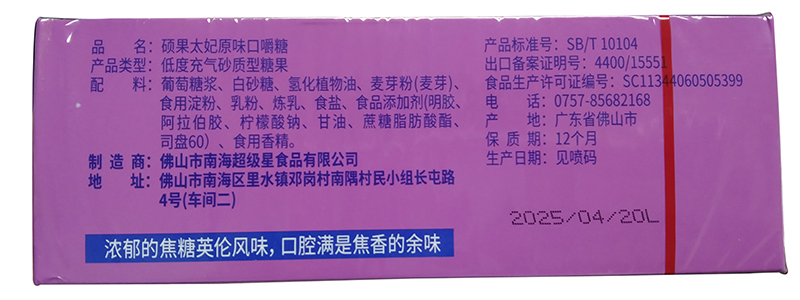 品名：硕果太妃原味口嚼糖
产品类型：低度充气砂质型糖果
配料：葡萄糖浆、白砂糖、氢化植物油、麦芽粉(麦芽)、
食用淀粉、乳粉、炼乳、食盐、食品添加剂(明胶、
阿拉伯胶、柠檬酸钠、甘油、蔗糖脂肪酸酯、
司盘60）、食用香精。
制造商：佛山市南海超级星食品有限公司
地址：佛山市南海区里水镇邓岗村南隅村民小组长屯路
4号(车间二)
浓郁的焦糖英伦风味，口腔满是焦香的余味
产品标准号：SB/T 10104
出口备案证明号：4400/15551
食品生产许可证编号：SC11344060505399
电话：0757-85682168
产地：广东省佛山市
保质期：12个月
生产日期：见喷码
2025/04/20L